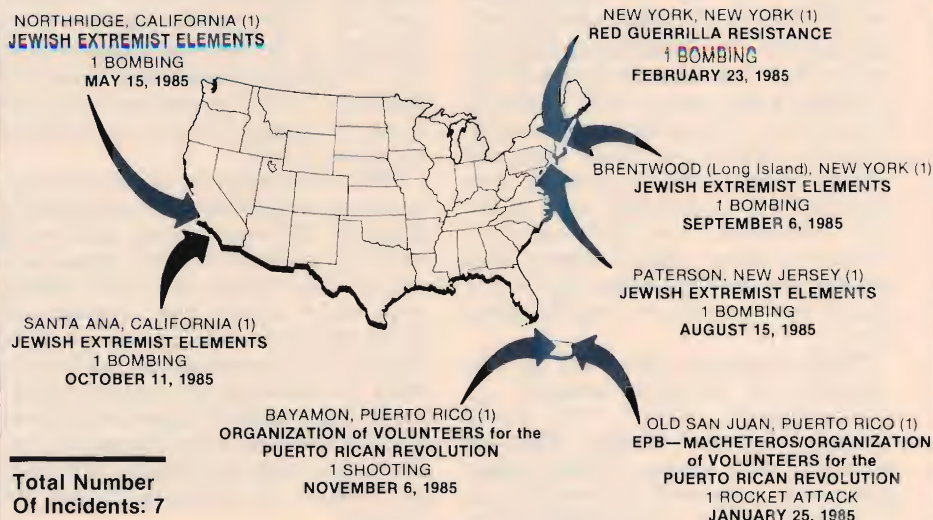 NORTHRIDGE, CALIFORNIA (1)
JEWISH EXTREMIST ELEMENTS
1 BOMBING
MAY 15, 1985
NEW YORK, NEW YORK (1)
RED GUERRILLA RESISTANCE
1 BOMBING
FEBRUARY 23, 1985
BRENTWOOD (Long Island), NEW YORK (1)
JEWISH EXTREMIST ELEMENTS
1 BOMBING
SEPTEMBER 6, 1985
PATERSON, NEW JERSEY (1)
JEWISH EXTREMIST ELEMENTS
1 BOMBING
AUGUST 15, 1985
SANTA ANA, CALIFORNIA (1)
JEWISH EXTREMIST ELEMENTS
1 BOMBING
OCTOBER 11, 1985
BAYAMON, PUERTO RICO (1)
ORGANIZATION of VOLUNTEERS for the
PUERTO RICAN REVOLUTION
1 SHOOTING
NOVEMBER 6, 1985
OLD SAN JUAN, PUERTO RICO (1)
EPB—MACHETEROS/ORGANIZATION
of VOLUNTEERS for the
PUERTO RICAN REVOLUTION
1 ROCKET ATTACK
JANUARY 25, 1985
Total Number
Of Incidents: 7